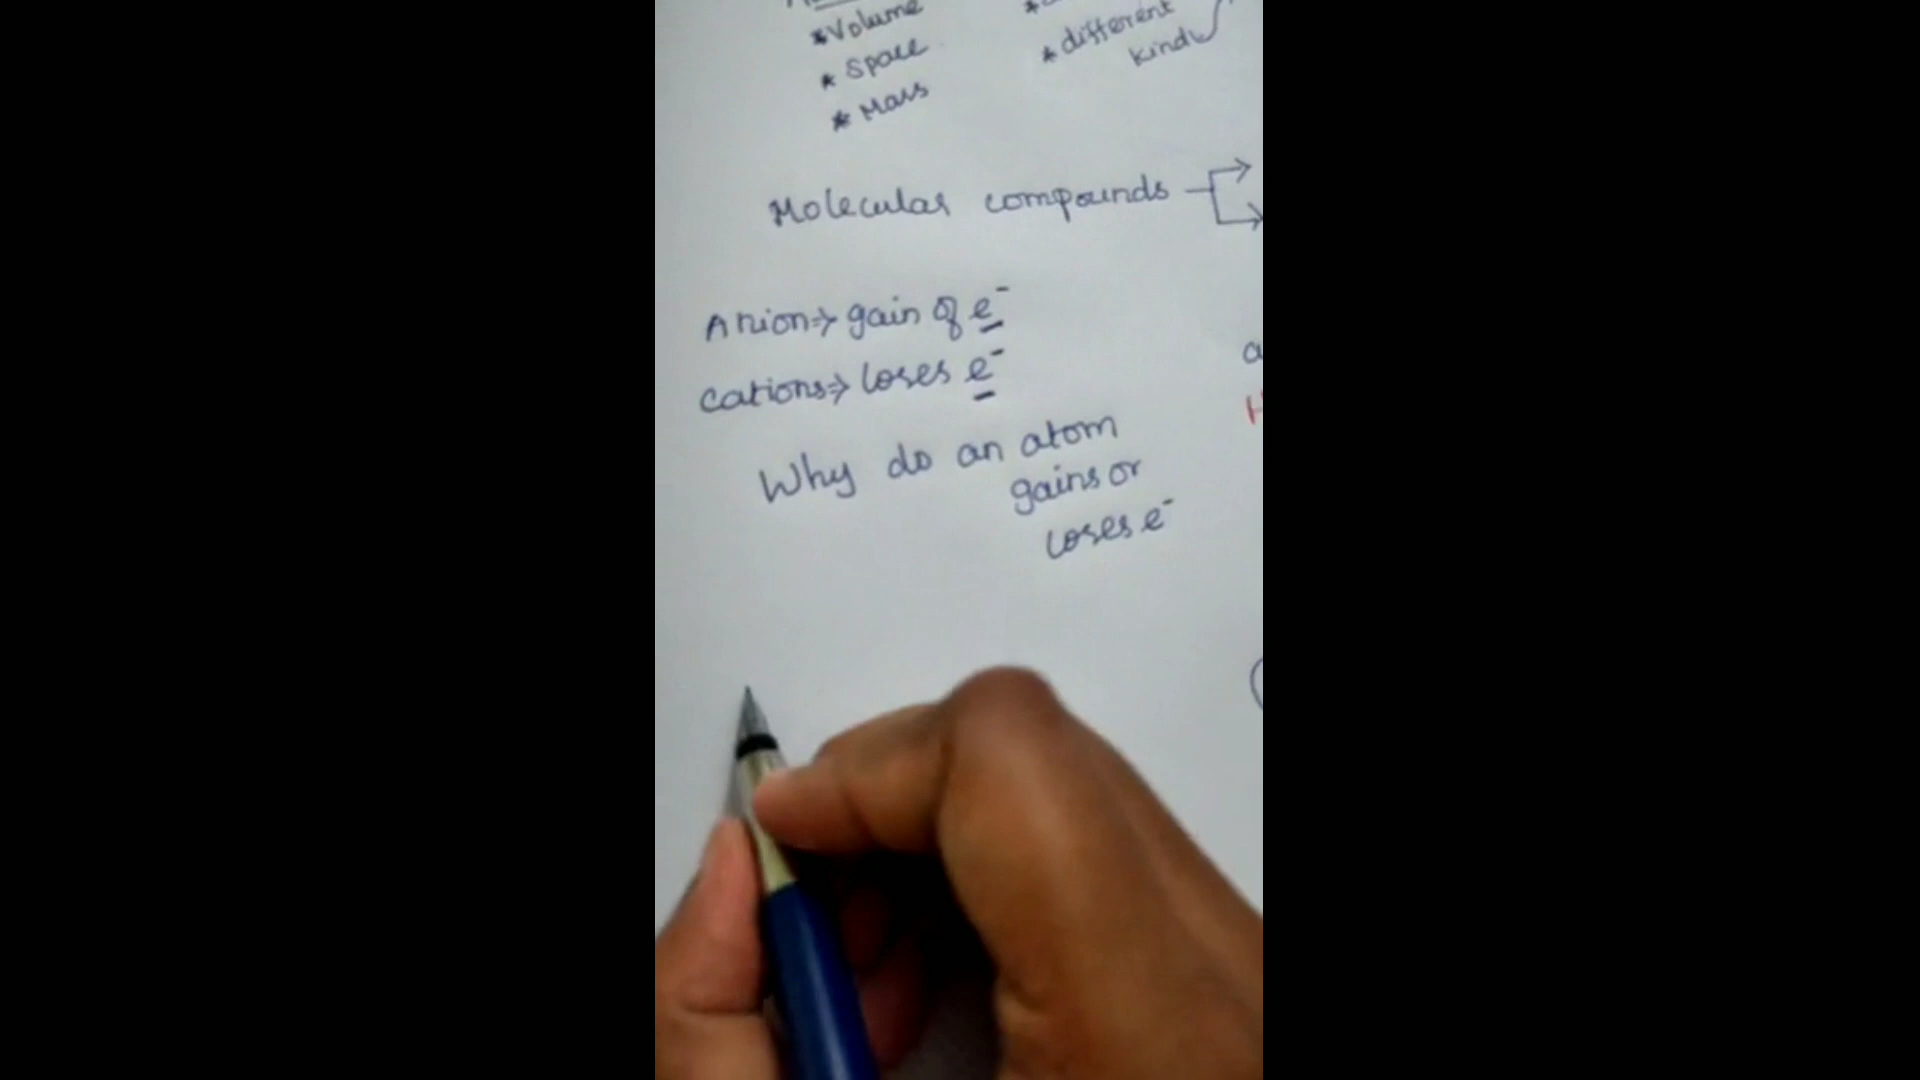 *Volume
* Space
* Mass
* different
kind
Molecular compounds
Anion⇒ gain of e⁻
Cations⇒ loses e⁻
Why do an atom
gains or
loses e⁻